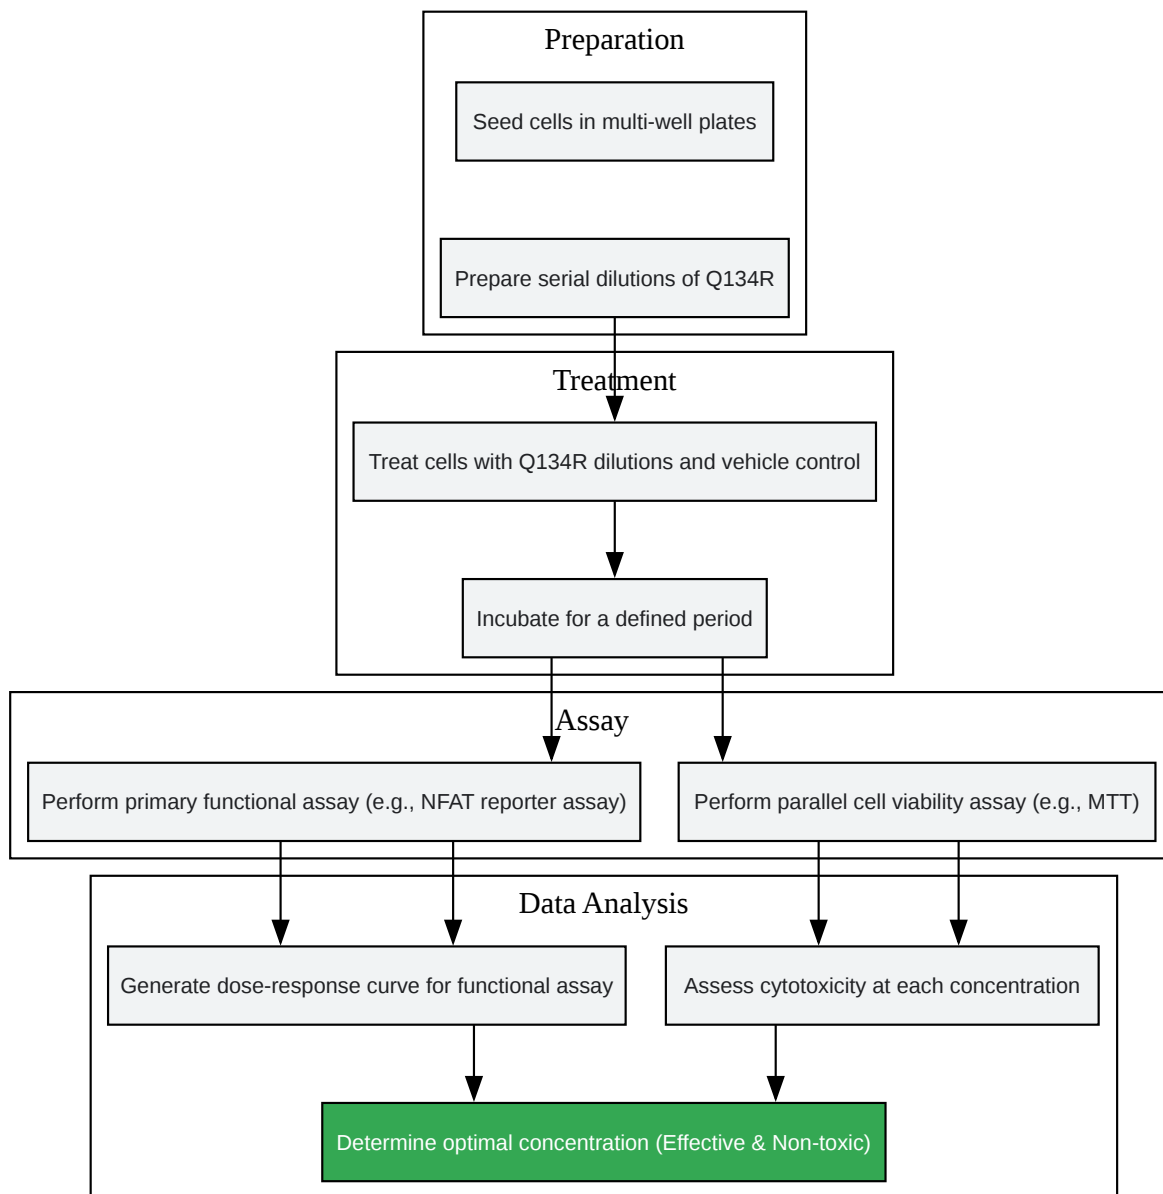 Preparation
Seed cells in multi-well plates
Prepare serial dilutions of Q134R
Treatment
Treat cells with Q134R dilutions and vehicle control
Incubate for a defined period
Assay
Perform primary functional assay (e.g., NFAT reporter assay)
Perform parallel cell viability assay (e.g., MTT)
Data Analysis
Generate dose-response curve for functional assay
Assess cytotoxicity at each concentration
Determine optimal concentration (Effective & Non-toxic)